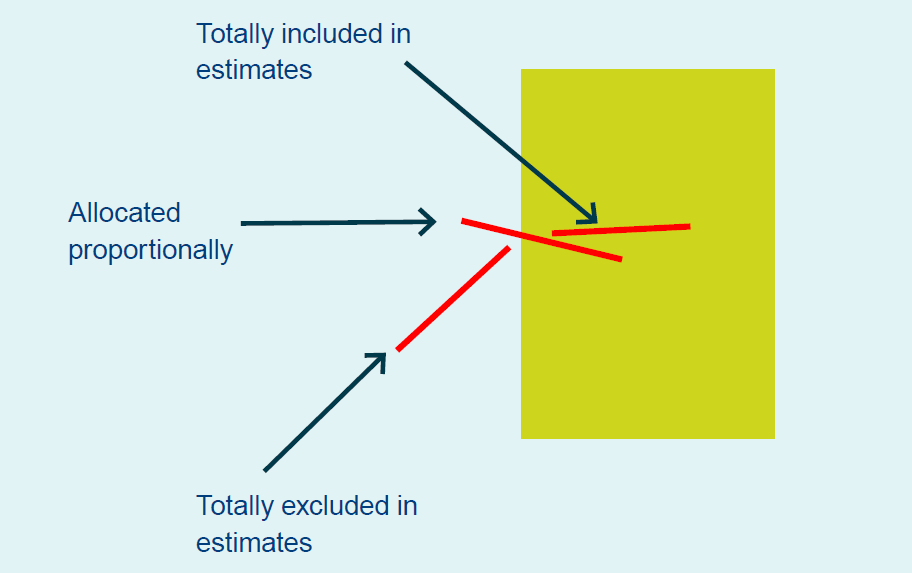 Totally included in
estimates
Allocated
proportionally
Totally excluded in
estimates